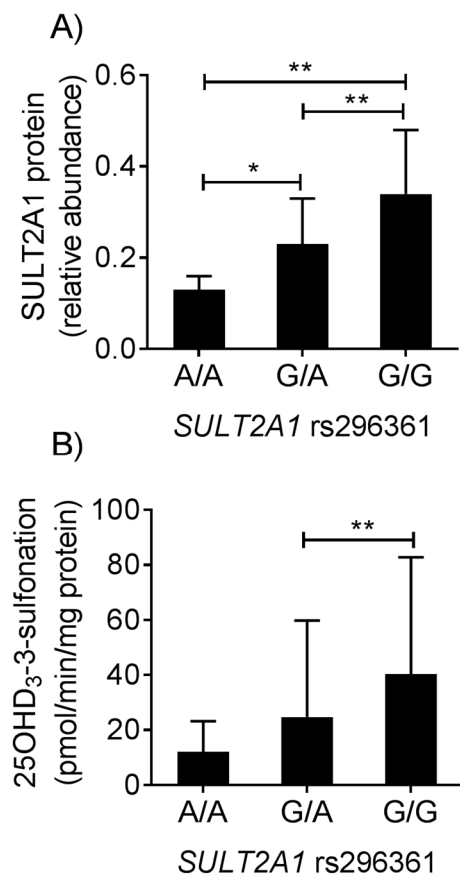 A)
SULT2A1 protein
(relative abundance)
0.6
0.4
0.2
0.0
**
**
*
A/A G/A G/G
SULT2A1 rs296361
B)
25OHD₃-3-sulfonation
(pmol/min/mg protein)
100
80
60
40
20
0
**
A/A G/A G/G
SULT2A1 rs296361